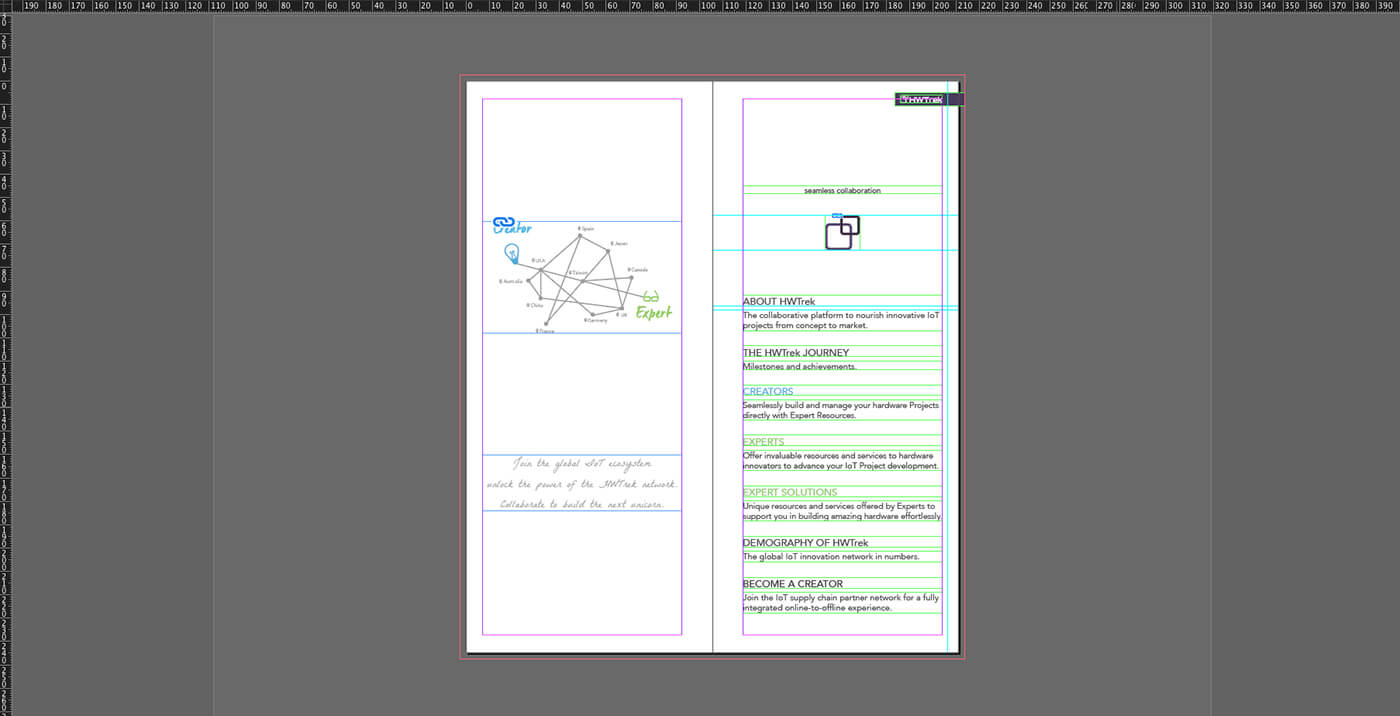 190 180 170 160 150 140 130 120 110 100 90 80 70 60 50 40 30 20 10 0 10 20 30 40 50 60 70 80 90 100 110 120 130 140 150 160 170 180 190 200 210 220 230 240 250 260 270 280 290 300 310 320 330 340 350 360 370 380 390
Creator
Spain
Japan
USA
Taiwan
Canada
Australia
China
UK
Germany
France
Expert
Join the global IoT ecosystem
unlock the power of the HWTrek network.
Collaborate to build the next unicorn.
HWTrek
seamless collaboration
ABOUT HWTrek
The collaborative platform to nourish innovative IoT
projects from concept to market.
THE HWTrek JOURNEY
Milestones and achievements.
CREATORS
Seamlessly build and manage your hardware Projects
directly with Expert Resources.
EXPERTS
Offer invaluable resources and services to hardware
innovators to advance your IoT Project development.
EXPERT SOLUTIONS
Unique resources and services offered by Experts to
support you in building amazing hardware effortlessly.
DEMOGRAPHY OF HWTrek
The global IoT innovation network in numbers.
BECOME A CREATOR
Join the IoT supply chain partner network for a fully
integrated online-to-offline experience.